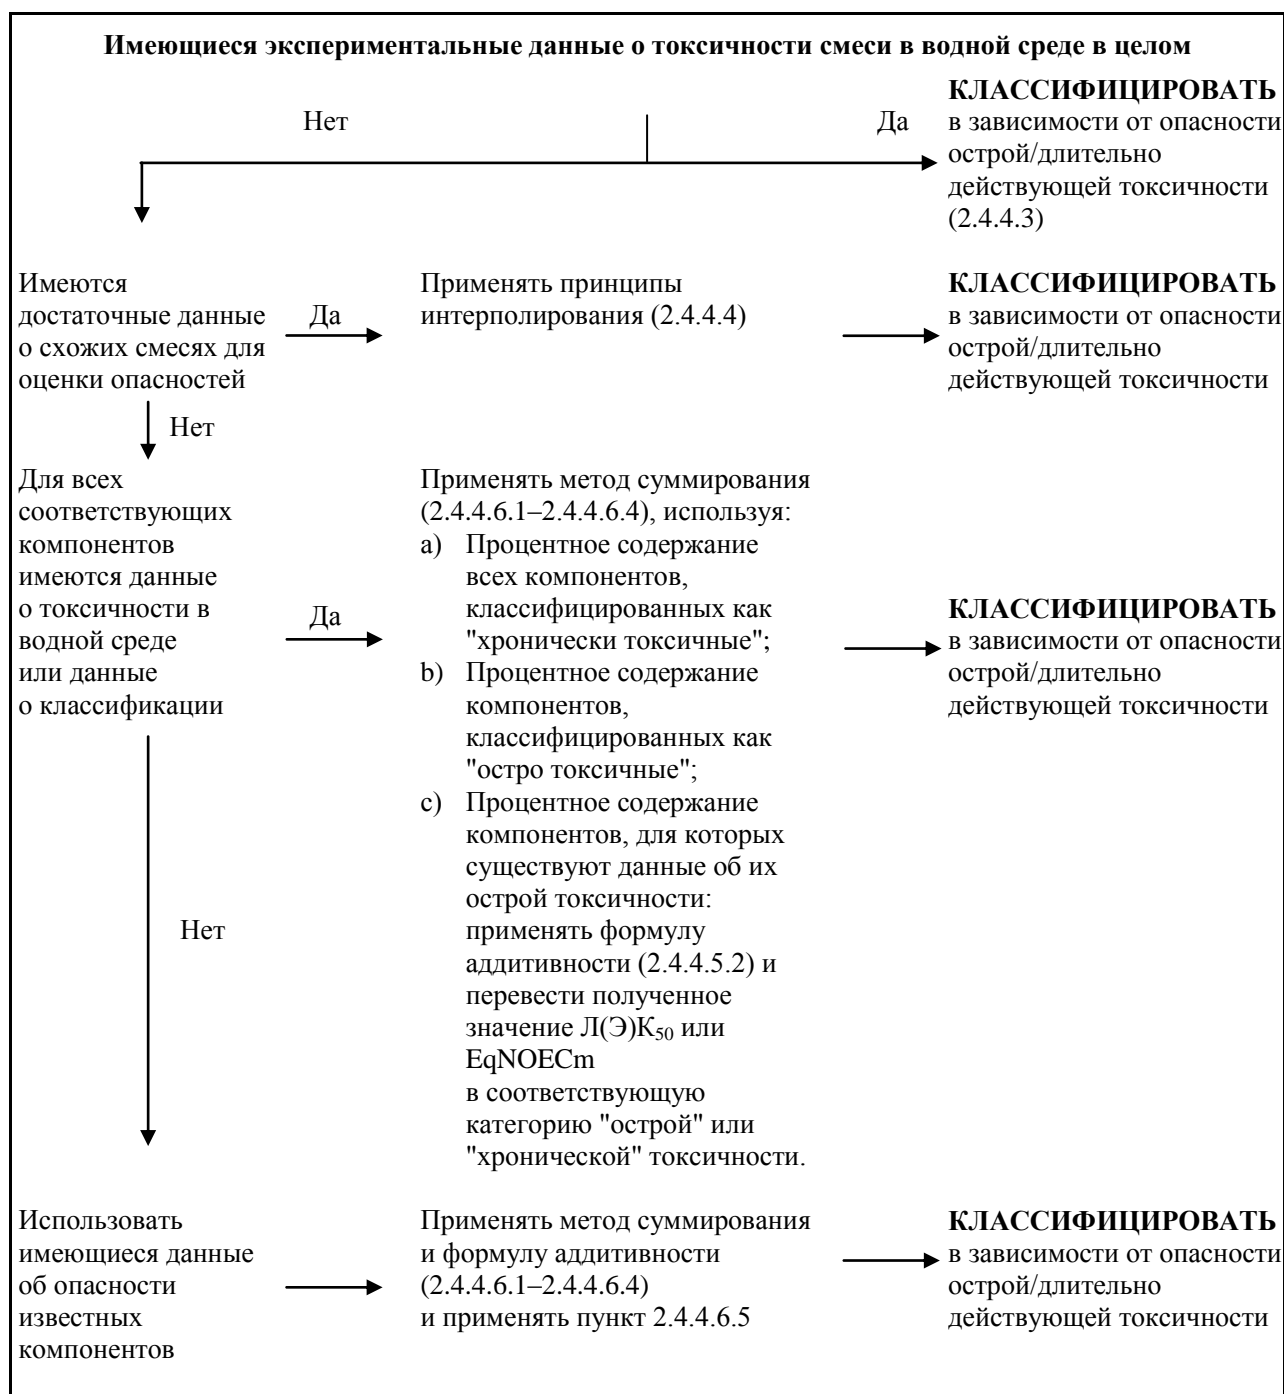 Имеющиеся экспериментальные данные о токсичности смеси в водной среде в целом
Нет
Да
КЛАССИФИЦИРОВАТЬ
в зависимости от опасности
острой/длительно
действующей токсичности
(2.4.4.3)
Имеются
достаточные данные
о схожих смесях для
оценки опасностей
Да
Применять принципы
интерполирования (2.4.4.4)
КЛАССИФИЦИРОВАТЬ
в зависимости от опасности
острой/длительно
действующей токсичности
Нет
Для всех
соответствующих
компонентов
имеются данные
о токсичности в
водной среде
или данные
о классификации
Да
Применять метод суммирования
(2.4.4.6.1–2.4.4.6.4), используя:
a) Процентное содержание
всех компонентов,
классифицированных как
"хронически токсичные";
b) Процентное содержание
компонентов,
классифицированных как
"остро токсичные";
c) Процентное содержание
компонентов, для которых
существуют данные об их
острой токсичности:
применять формулу
аддитивности (2.4.4.5.2) и
перевести полученное
значение Л(Э)К₅₀ или
EqNOECm
в соответствующую
категорию "острой" или
"хронической" токсичности.
КЛАССИФИЦИРОВАТЬ
в зависимости от опасности
острой/длительно
действующей токсичности
Нет
Использовать
имеющиеся данные
об опасности
известных
компонентов
Применять метод суммирования
и формулу аддитивности
(2.4.4.6.1–2.4.4.6.4)
и применять пункт 2.4.4.6.5
КЛАССИФИЦИРОВАТЬ
в зависимости от опасности
острой/длительно
действующей токсичности